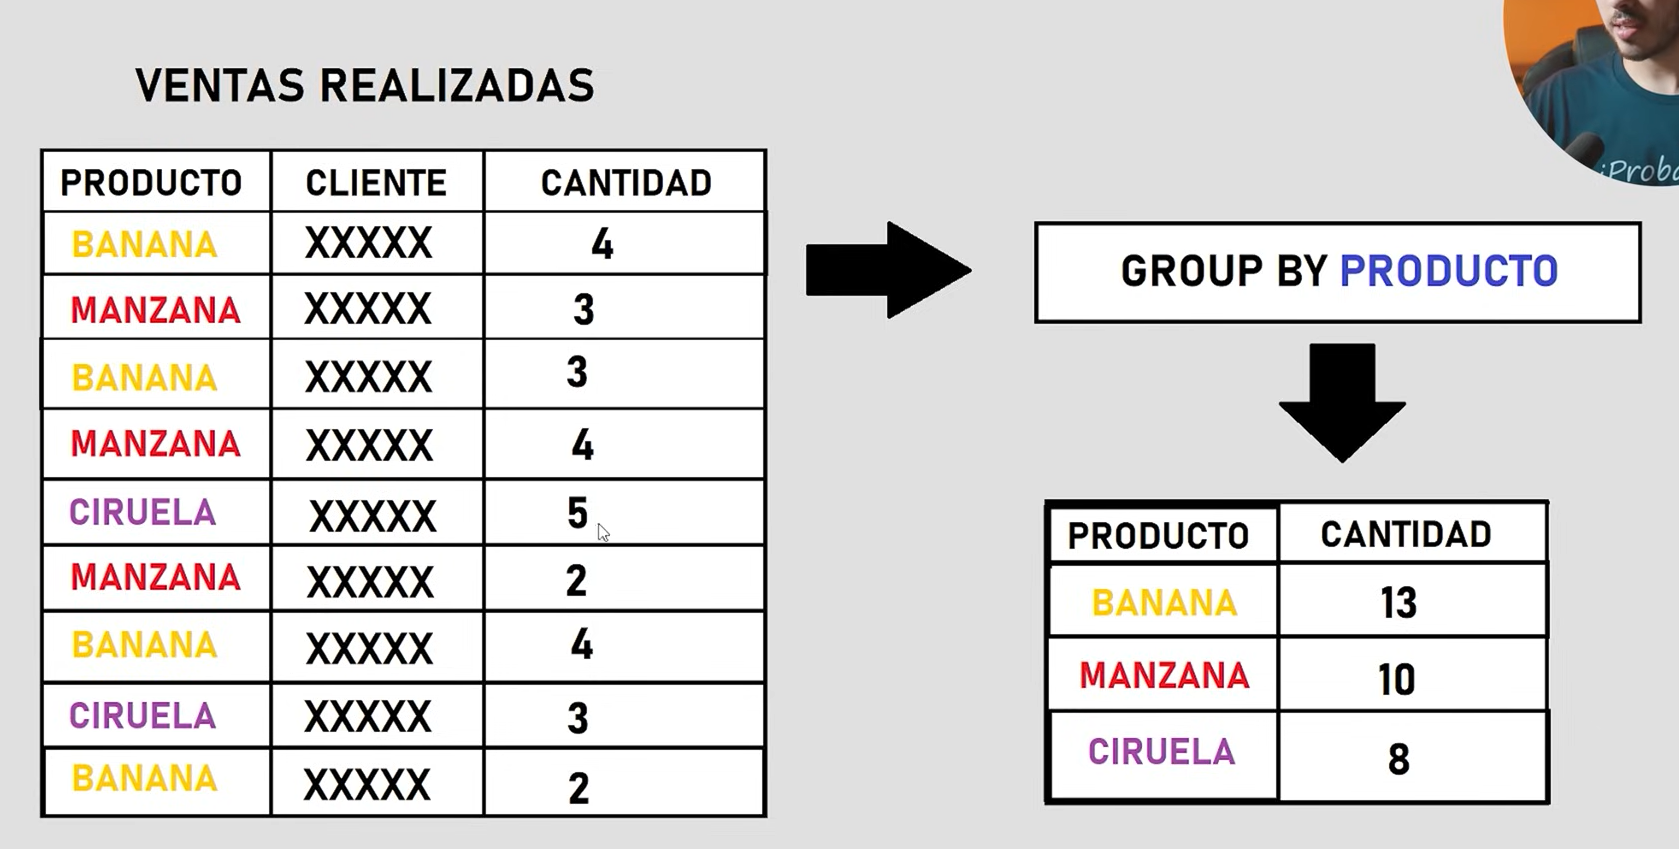 VENTAS REALIZADAS
PRODUCTO CLIENTE CANTIDAD
BANANA XXXXX 4
MANZANA XXXXX 3
BANANA XXXXX 3
MANZANA XXXXX 4
CIRUELA XXXXX 5
MANZANA XXXXX 2
BANANA XXXXX 4
CIRUELA XXXXX 3
BANANA XXXXX 2
GROUP BY PRODUCTO
PRODUCTO CANTIDAD
BANANA 13
MANZANA 10
CIRUELA 8